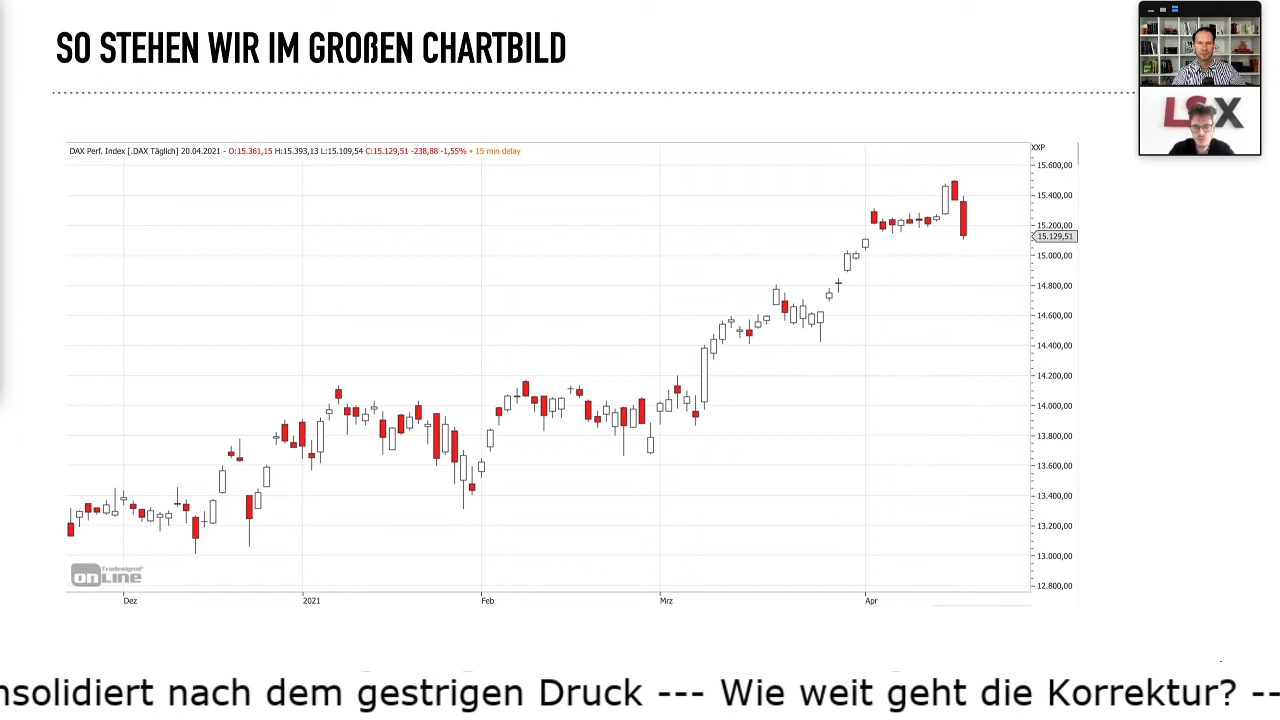 SO STEHEN WIR IM GROßEN CHARTBILD
LSX
DAX Perf. Index [.DAX Täglich] 20.04.2021 - O:15.361,15 H:15.393,13 L:15.109,54 C:15.129,51 -238,88 -1,55% • 15 min delay
XXP
15.600,00
15.400,00
15.200,00
15.129,51
15.000,00
14.800,00
14.600,00
14.400,00
14.200,00
14.000,00
13.800,00
13.600,00
13.400,00
13.200,00
13.000,00
12.800,00
Tradesignal®
onLine
Dez 2021 Feb Mrz Apr
nsolidiert nach dem gestrigen Druck --- Wie weit geht die Korrektur? --